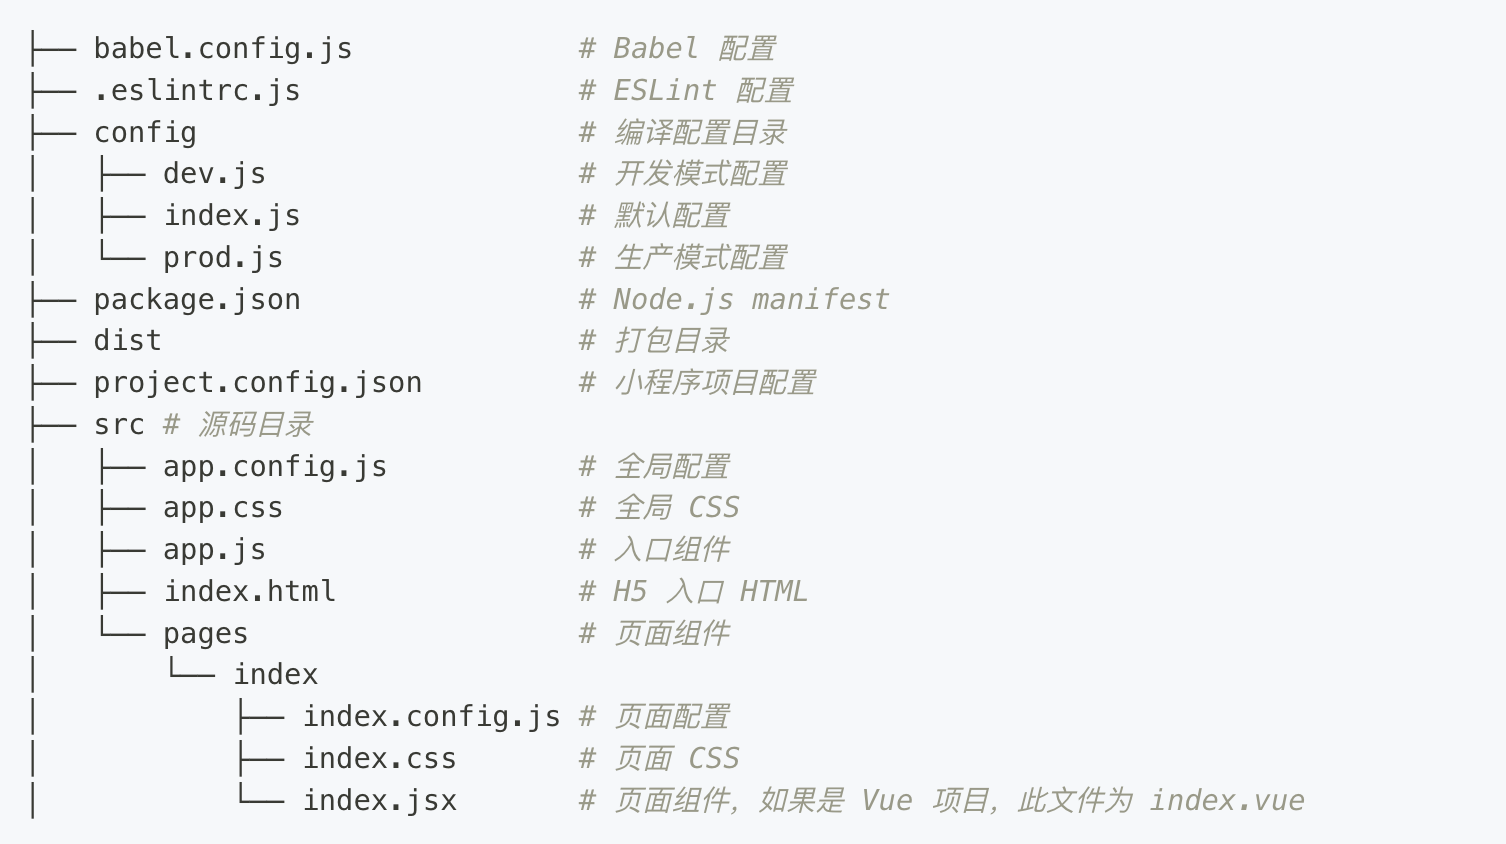 ├── babel.config.js             # Babel 配置
├── .eslintrc.js                # ESLint 配置
├── config                      # 编译配置目录
│   ├── dev.js                  # 开发模式配置
│   ├── index.js                # 默认配置
│   └── prod.js                 # 生产模式配置
├── package.json                # Node.js manifest
├── dist                        # 打包目录
├── project.config.json         # 小程序项目配置
├── src # 源码目录
│   ├── app.config.js           # 全局配置
│   ├── app.css                 # 全局 CSS
│   ├── app.js                  # 入口组件
│   ├── index.html              # H5 入口 HTML
│   └── pages                   # 页面组件
│       └── index
│           ├── index.config.js # 页面配置
│           ├── index.css       # 页面 CSS
│           └── index.jsx       # 页面组件，如果是 Vue 项目，此文件为 index.vue